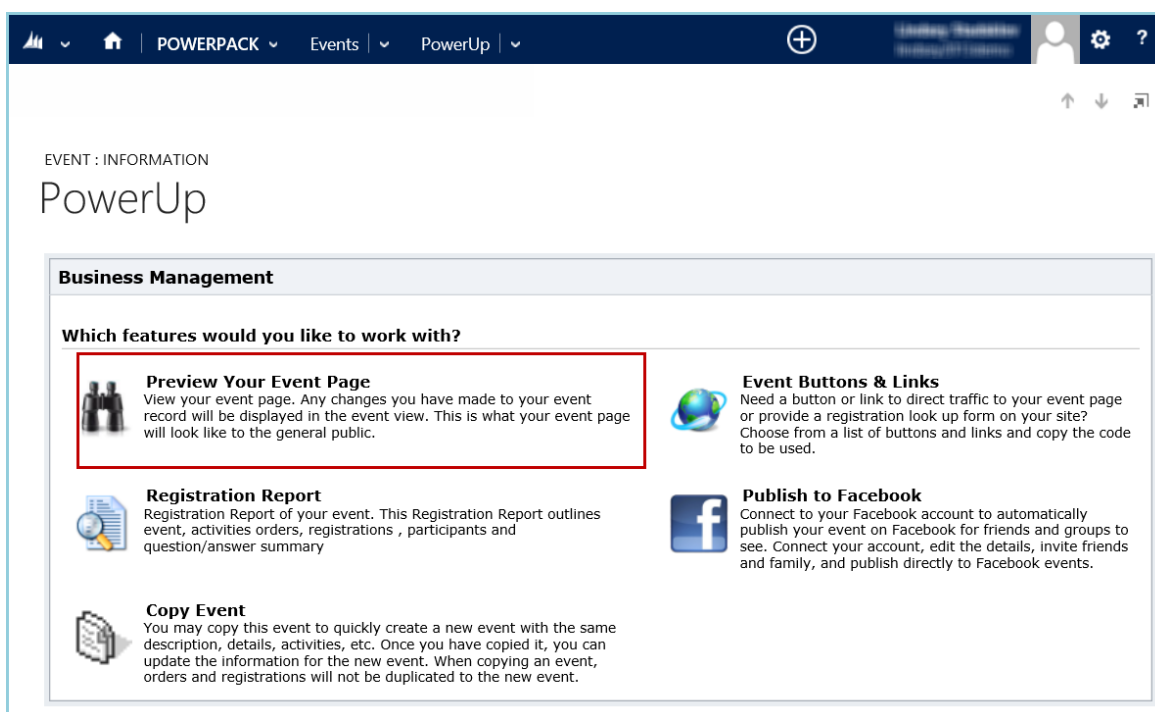 POWERPACK Events PowerUp ?
EVENT : INFORMATION
PowerUp
Business Management
Which features would you like to work with?
Preview Your Event Page
View your event page. Any changes you have made to your event
record will be displayed in the event view. This is what your event page
will look like to the general public.
Event Buttons & Links
Need a button or link to direct traffic to your event page
or provide a registration look up form on your site?
Choose from a list of buttons and links and copy the code
to be used.
Registration Report
Registration Report of your event. This Registration Report outlines
event, activities orders, registrations , participants and
question/answer summary
Publish to Facebook
Connect to your Facebook account to automatically
publish your event on Facebook for friends and groups to
see. Connect your account, edit the details, invite friends
and family, and publish directly to Facebook events.
Copy Event
You may copy this event to quickly create a new event with the same
description, details, activities, etc. Once you have copied it, you can
update the information for the new event. When copying an event,
orders and registrations will not be duplicated to the new event.